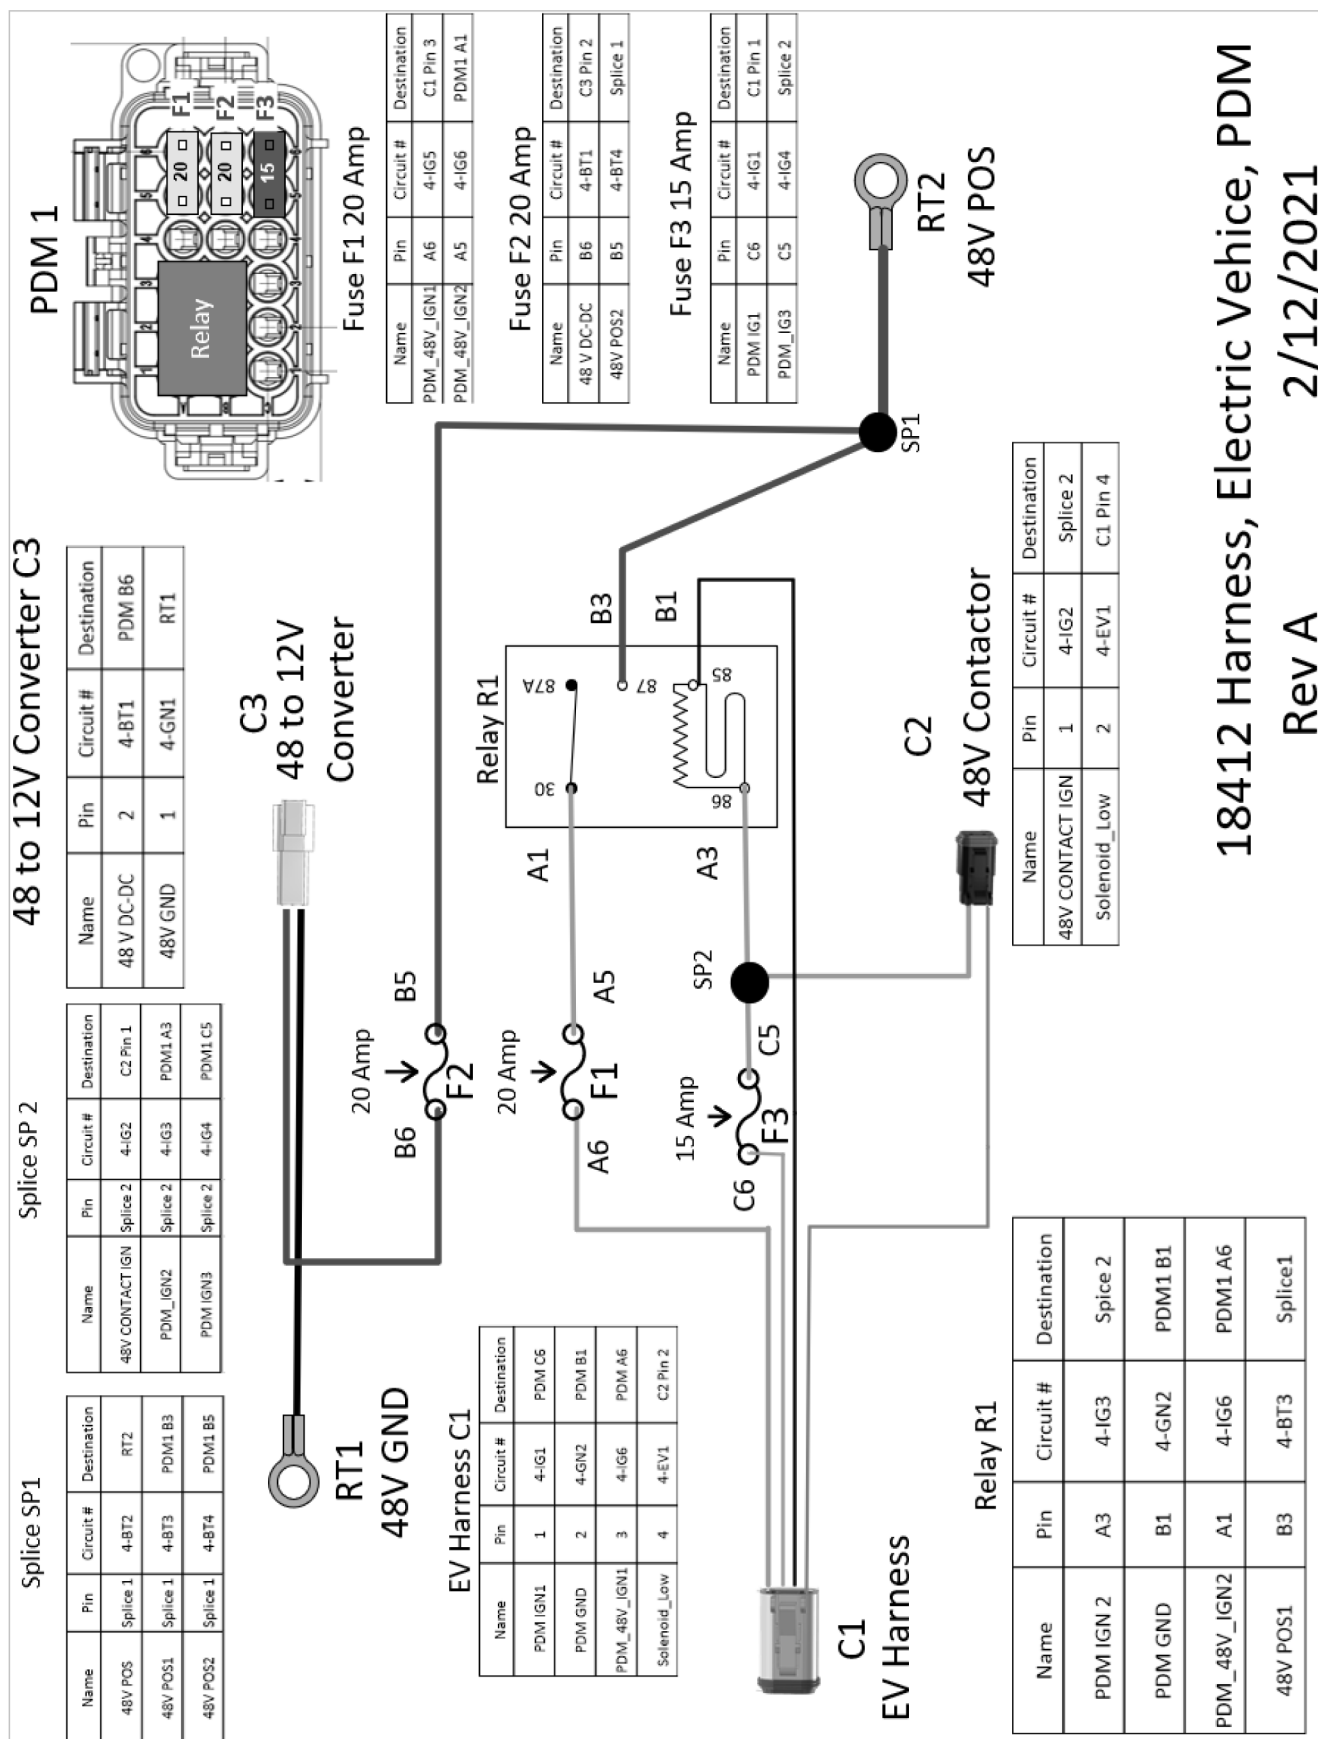 48 to 12V Converter C3
Name Pin Circuit # Destination
48 V DC-DC 2 4-BT1 PDM B6
48V GND 1 4-GN1 RT1
Splice SP 2
Name Pin Circuit # Destination
48V CONTACT IGN Splice 2 4-IG2 C2 Pin 1
PDM_IGN2 Splice 2 4-IG3 PDM1 A3
PDM IGN3 Splice 2 4-IG4 PDM1 C5
Splice SP1
Name Pin Circuit # Destination
48V POS Splice 1 4-BT2 RT2
48V POS1 Splice 1 4-BT3 PDM1 B3
48V POS2 Splice 1 4-BT4 PDM1 B5
PDM 1
Relay
20
20
15
F1
F2
F3
1
2
3
4
5
6
1
2
3
4
5
6
Fuse F1 20 Amp
Name Pin Circuit # Destination
PDM_48V_IGN1 A6 4-IG5 C1 Pin 3
PDM_48V_IGN2 A5 4-IG6 PDM1 A1
Fuse F2 20 Amp
Name Pin Circuit # Destination
48 V DC-DC B6 4-BT1 C3 Pin 2
48V POS2 B5 4-BT4 Splice 1
Fuse F3 15 Amp
Name Pin Circuit # Destination
PDM IG1 C6 4-IG1 C1 Pin 1
PDM_IG3 C5 4-IG4 Splice 2
C3
48 to 12V
Converter
RT1
48V GND
20 Amp
B6
F2
B5
20 Amp
A6
F1
A5
15 Amp
C6
F3
C5
SP2
A1
A3
Relay R1
30
87A
87
86
85
B3
B1
SP1
RT2
48V POS
EV Harness C1
Name Pin Circuit # Destination
PDM IGN1 1 4-IG1 PDM C6
PDM GND 2 4-GN2 PDM B1
PDM_48V_IGN1 3 4-IG6 PDM A6
Solenoid_Low 4 4-EV1 C2 Pin 2
C1
EV Harness
C2
48V Contactor
Name Pin Circuit # Destination
48V CONTACT IGN 1 4-IG2 Splice 2
Solenoid_Low 2 4-EV1 C1 Pin 4
Relay R1
Name Pin Circuit # Destination
PDM IGN 2 A3 4-IG3 Spice 2
PDM GND B1 4-GN2 PDM1 B1
PDM_48V_IGN2 A1 4-IG6 PDM1 A6
48V POS1 B3 4-BT3 Splice1
18412 Harness, Electric Vehice, PDM
Rev A 2/12/2021